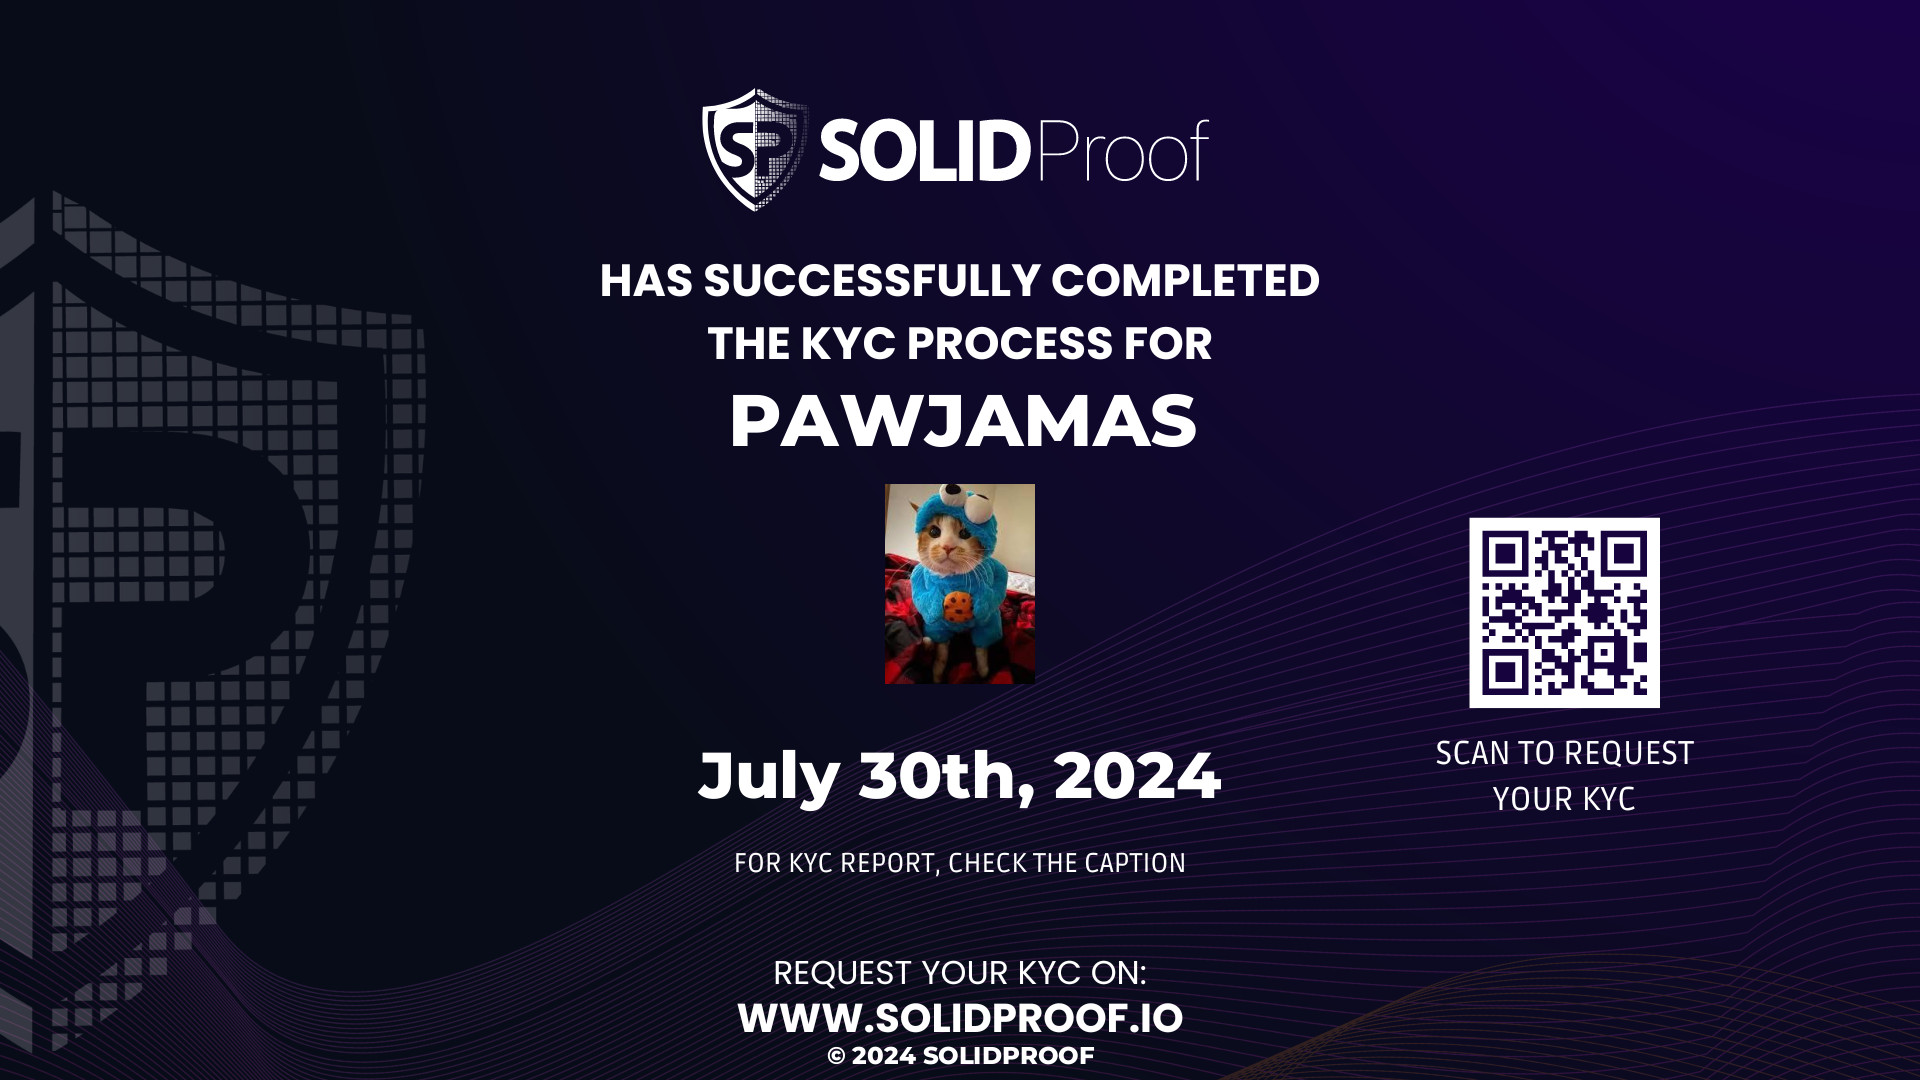 SP SOLIDProof
HAS SUCCESSFULLY COMPLETED
THE KYC PROCESS FOR
PAWJAMAS
July 30th, 2024
SCAN TO REQUEST
YOUR KYC
FOR KYC REPORT, CHECK THE CAPTION
REQUEST YOUR KYC ON:
WWW.SOLIDPROOF.IO
© 2024 SOLIDPROOF